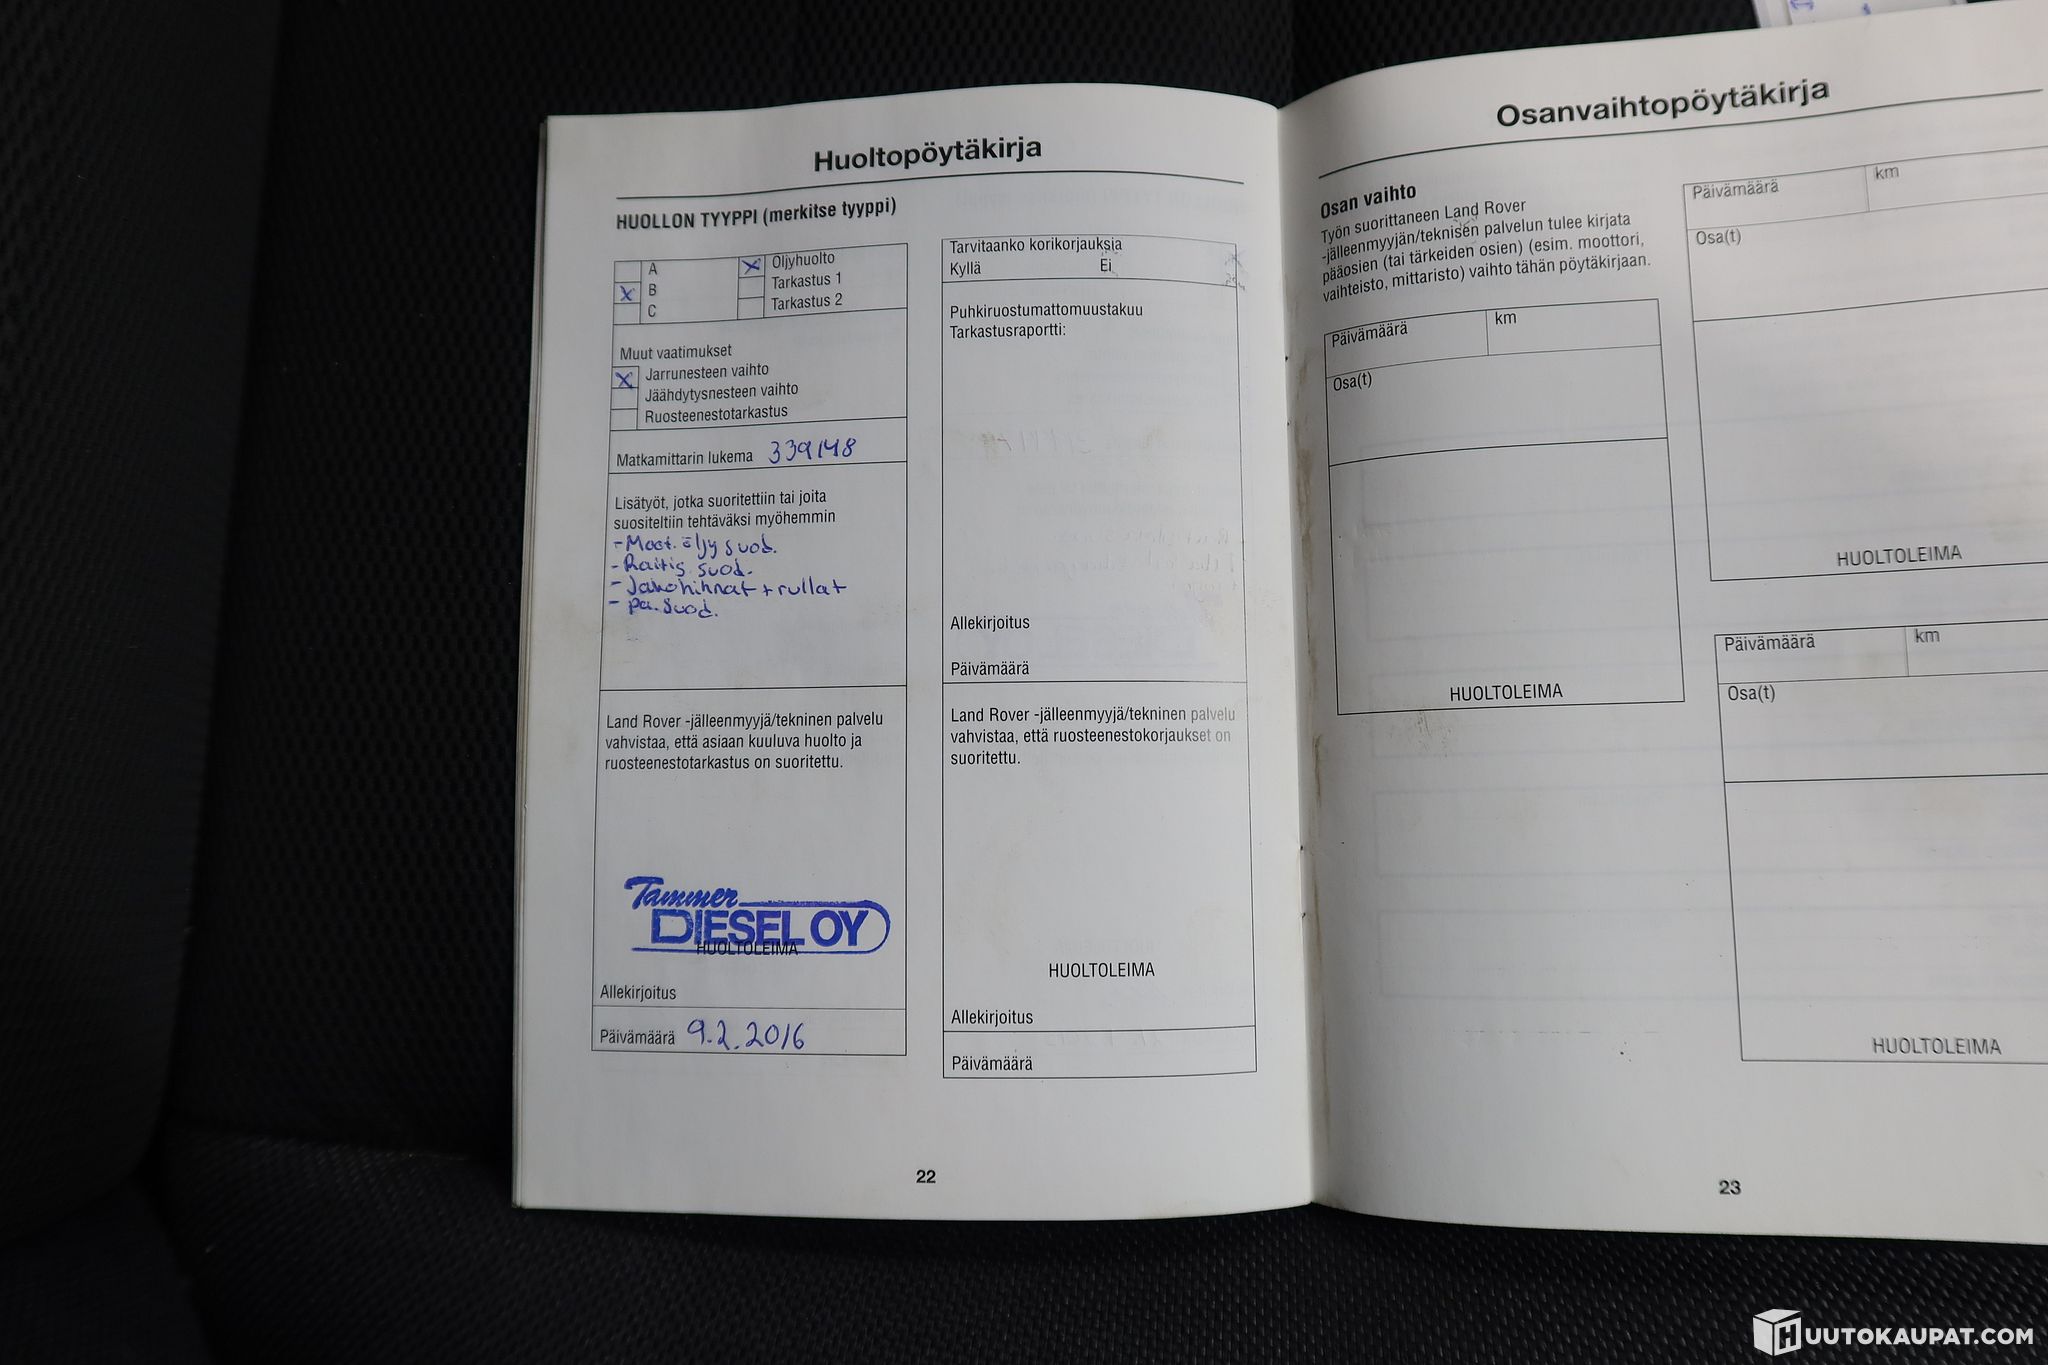 Huoltopöytäkirja
HUOLLON TYYPPI (merkitse tyyppi)
A
B
C
Öljyhuolto
Tarkastus 1
Tarkastus 2
Muut vaatimukset
Jarrunesteen vaihto
Jäähdytysnesteen vaihto
Ruosteenestotarkastus
Matkamittarin lukema 339148
Lisätyöt, jotka suoritettiin tai joita
suositeltiin tehtäväksi myöhemmin
- Moot. öljy suod.
- Raitis. suod.
- Jakohihnat + rullat
- pa. suod.
Land Rover -jälleenmyyjä/tekninen palvelu
vahvistaa, että asiaan kuuluva huolto ja
ruosteenestotarkastus on suoritettu.
Tammer
DIESEL OY
HUOLTOLEIMA
Allekirjoitus
Päivämäärä 9.2.2016
Tarvitaanko korikorjauksia
Kyllä Ei
Puhkiruostumattomuustakuu
Tarkastusraportti:
Allekirjoitus
Päivämäärä
Land Rover -jälleenmyyjä/tekninen palvelu
vahvistaa, että ruosteenestokorjaukset on
suoritettu.
HUOLTOLEIMA
Allekirjoitus
Päivämäärä
22
Osanvaihtopöytäkirja
Osan vaihto
Työn suorittaneen Land Rover
-jälleenmyyjän/teknisen palvelun tulee kirjata
pääosien (tai tärkeiden osien) (esim. moottori,
vaihteisto, mittaristo) vaihto tähän pöytäkirjaan.
Päivämäärä km
Osa(t)
HUOLTOLEIMA
Päivämäärä km
Osa(t)
HUOLTOLEIMA
Päivämäärä km
Osa(t)
HUOLTOLEIMA
23
HUUTOKAUPAT.COM